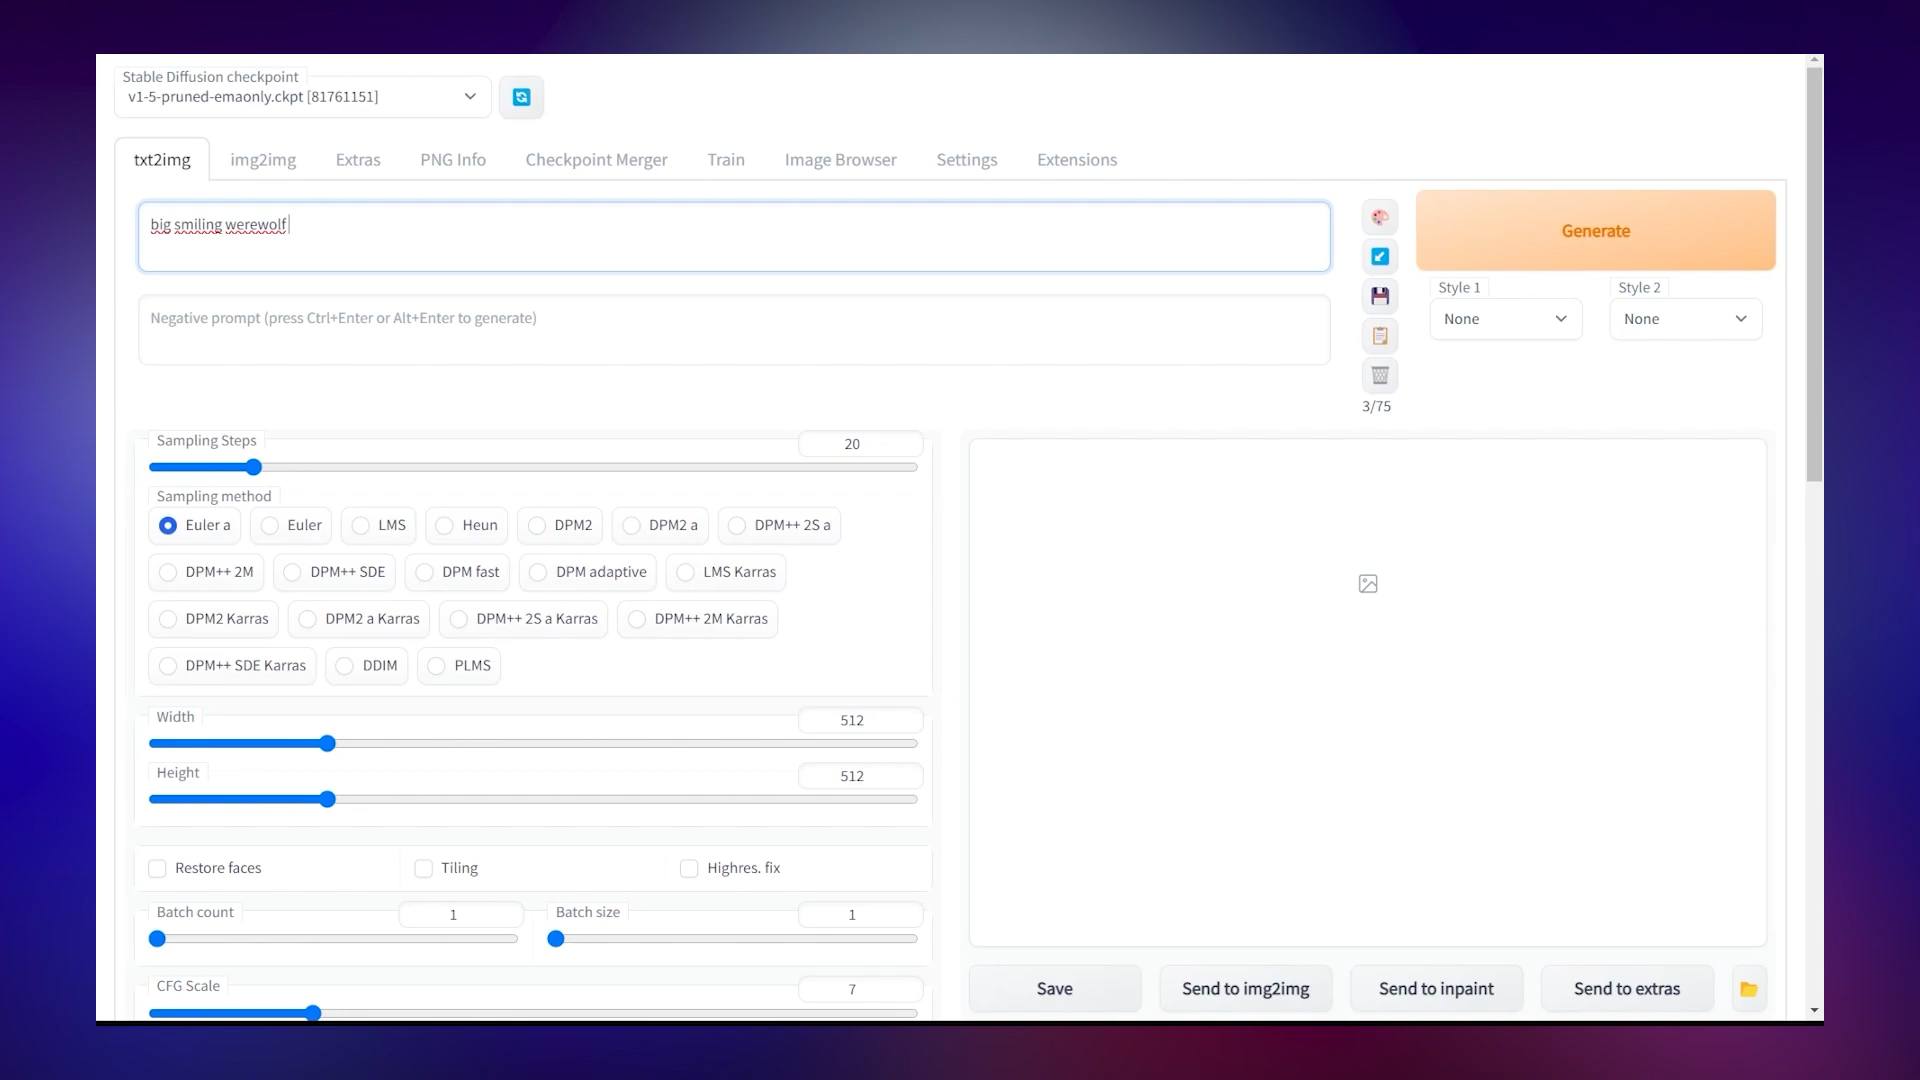 Stable Diffusion checkpoint
v1-5-pruned-emaonly.ckpt [81761151]
txt2img img2img Extras PNG Info Checkpoint Merger Train Image Browser Settings Extensions
big smiling werewolf
Generate
Negative prompt (press Ctrl+Enter or Alt+Enter to generate)
Style 1 Style 2
None None
3/75
Sampling Steps 20
Sampling method
Euler a Euler LMS Heun DPM2 DPM2 a DPM++ 2S a
DPM++ 2M DPM++ SDE DPM fast DPM adaptive LMS Karras
DPM2 Karras DPM2 a Karras DPM++ 2S a Karras DPM++ 2M Karras
DPM++ SDE Karras DDIM PLMS
Width 512
Height 512
Restore faces Tiling Highres. fix
Batch count 1 Batch size 1
CFG Scale 7
Save Send to img2img Send to inpaint Send to extras